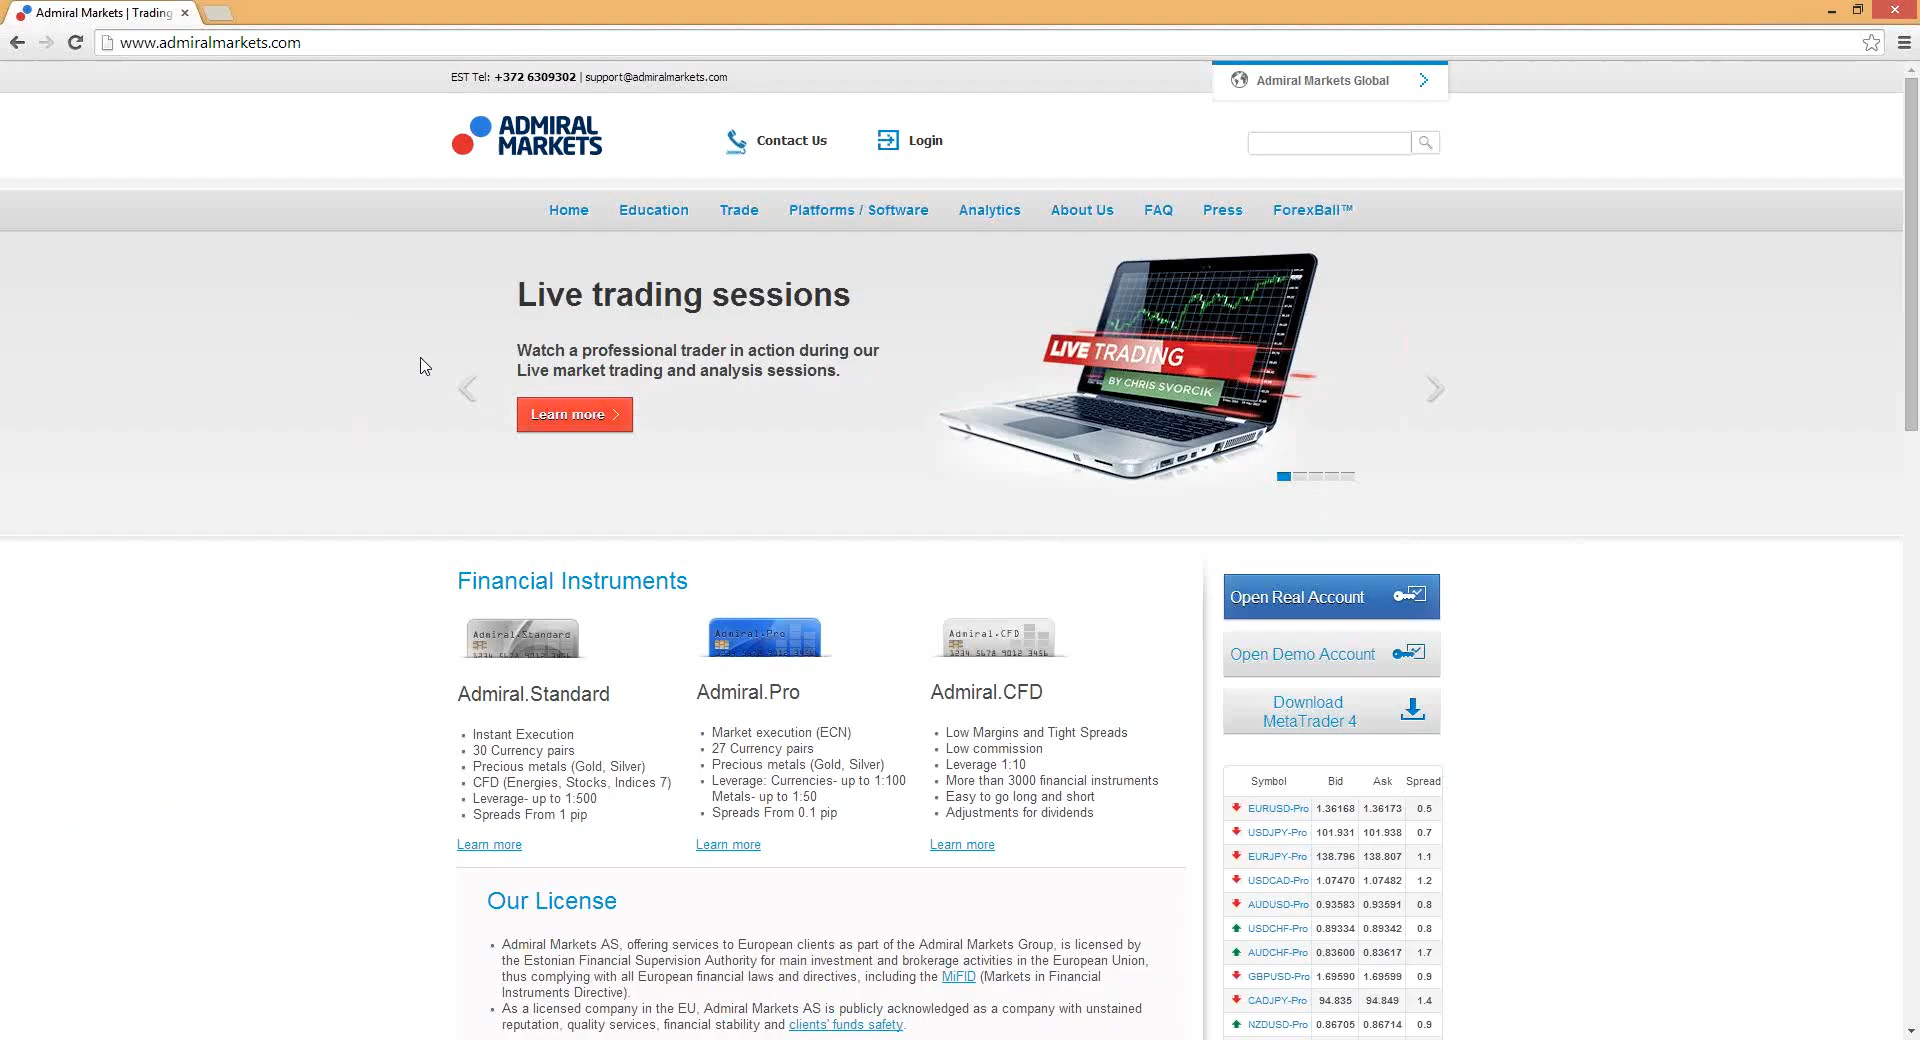 Admiral Markets | Trading
www.admiralmarkets.com
EST Tel: +372 6309302 | support@admiralmarkets.com
Admiral Markets Global
ADMIRAL
MARKETS
Contact Us
Login
Home
Education
Trade
Platforms / Software
Analytics
About Us
FAQ
Press
ForexBall™
Live trading sessions
Watch a professional trader in action during our
Live market trading and analysis sessions.
Learn more
LIVE TRADING
BY CHRIS SVORCIK
Financial Instruments
Admiral.Standard
1234 5678 9012 3456
Admiral.Standard
• Instant Execution
• 30 Currency pairs
• Precious metals (Gold, Silver)
• CFD (Energies, Stocks, Indices 7)
• Leverage- up to 1:500
• Spreads From 1 pip
Learn more
Admiral.Pro
1234 5678 9012 3456
Admiral.Pro
• Market execution (ECN)
• 27 Currency pairs
• Precious metals (Gold, Silver)
• Leverage: Currencies- up to 1:100
Metals- up to 1:50
• Spreads From 0.1 pip
Learn more
Admiral.CFD
1234 5678 9012 3456
Admiral.CFD
• Low Margins and Tight Spreads
• Low commission
• Leverage 1:10
• More than 3000 financial instruments
• Easy to go long and short
• Adjustments for dividends
Learn more
Our License
• Admiral Markets AS, offering services to European clients as part of the Admiral Markets Group, is licensed by
the Estonian Financial Supervision Authority for main investment and brokerage activities in the European Union,
thus complying with all European financial laws and directives, including the MiFID (Markets in Financial
Instruments Directive).
• As a licensed company in the EU, Admiral Markets AS is publicly acknowledged as a company with unstained
reputation, quality services, financial stability and clients' funds safety.
Open Real Account
Open Demo Account
Download
MetaTrader 4
Symbol Bid Ask Spread
EURUSD-Pro 1.36168 1.36173 0.5
USDJPY-Pro 101.931 101.938 0.7
EURJPY-Pro 138.796 138.807 1.1
USDCAD-Pro 1.07470 1.07482 1.2
AUDUSD-Pro 0.93583 0.93591 0.8
USDCHF-Pro 0.89334 0.89342 0.8
AUDCHF-Pro 0.83600 0.83617 1.7
GBPUSD-Pro 1.69590 1.69599 0.9
CADJPY-Pro 94.835 94.849 1.4
NZDUSD-Pro 0.86705 0.86714 0.9